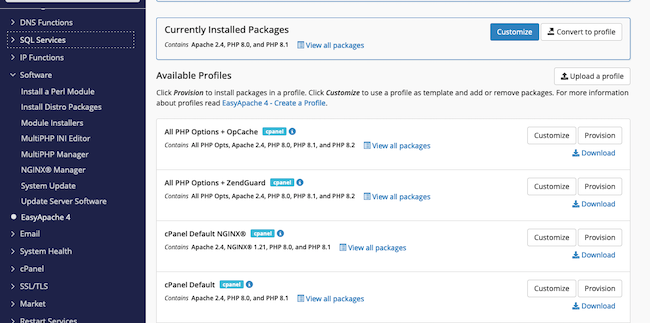 DNS Functions
SQL Services
IP Functions
Software
Install a Perl Module
Install Distro Packages
Module Installers
MultiPHP INI Editor
MultiPHP Manager
NGINX® Manager
System Update
Update Server Software
EasyApache 4
Email
System Health
cPanel
SSL/TLS
Market
Restart Services
Currently Installed Packages
Customize
Convert to profile
Contains Apache 2.4, PHP 8.0, and PHP 8.1 View all packages
Available Profiles
Upload a profile
Click Provision to install packages in a profile. Click Customize to use a profile as template and add or remove packages. For more information
about profiles read EasyApache 4 - Create a Profile.
All PHP Options + OpCache cpanel
Customize Provision
Contains All PHP Opts, Apache 2.4, PHP 8.0, PHP 8.1, and PHP 8.2 View all packages
Download
All PHP Options + ZendGuard cpanel
Customize Provision
Contains All PHP Opts, Apache 2.4, PHP 8.0, PHP 8.1, and PHP 8.2 View all packages
Download
cPanel Default NGINX® cpanel
Customize Provision
Contains Apache 2.4, NGINX® 1.21, PHP 8.0, and PHP 8.1 View all packages
Download
cPanel Default cpanel
Customize Provision
Contains Apache 2.4, PHP 8.0, and PHP 8.1 View all packages
Download